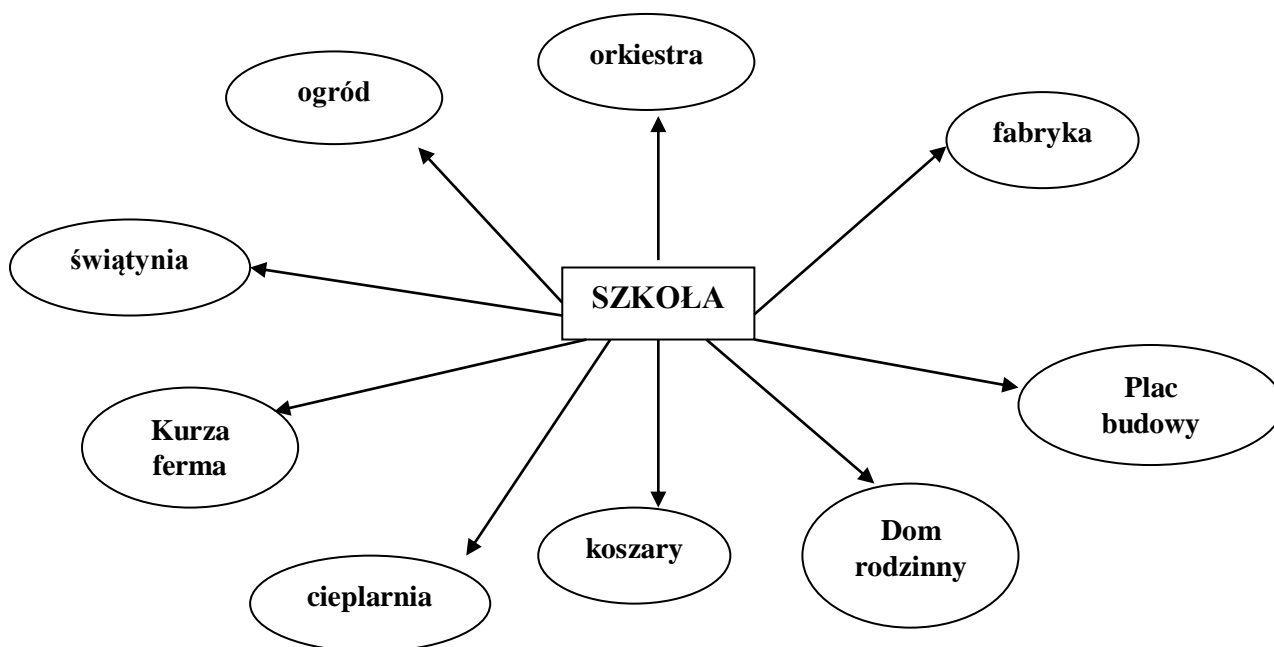 orkiestra
ogród
fabryka
świątynia
SZKOŁA
Plac
budowy
Kurza
ferma
Dom
rodzinny
koszary
cieplarnia